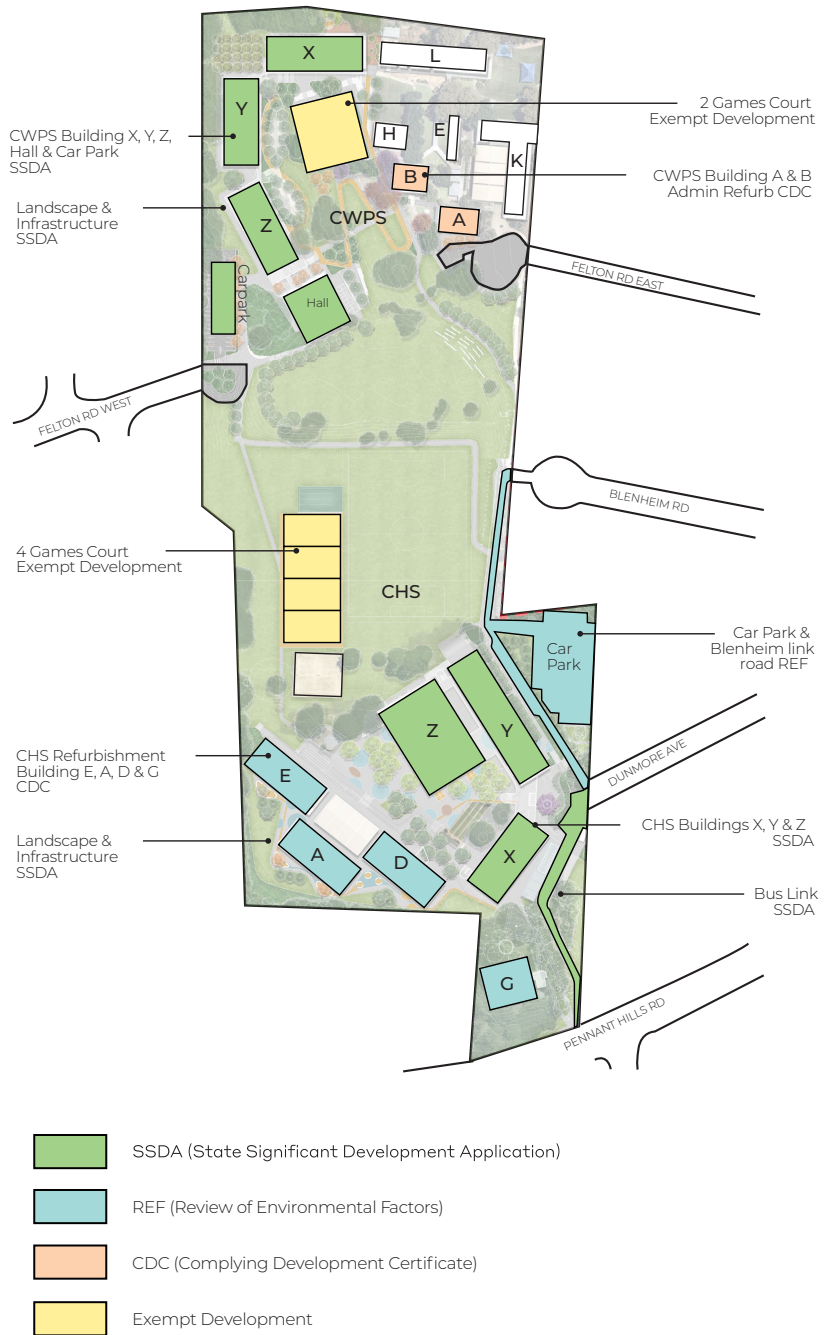 X
L
Y
2 Games Court
Exempt Development
H
E
K
CWPS Building X, Y, Z,
Hall & Car Park
SSDA
B
CWPS Building A & B
Admin Refurb CDC
Landscape &
Infrastructure
SSDA
Z
CWPS
A
FELTON RD EAST
Carpark
Hall
FELTON RD WEST
BLENHEIM RD
4 Games Court
Exempt Development
CHS
Car
Park
Car Park &
Blenheim link
road REF
Z
Y
DUNMORE AVE
CHS Refurbishment
Building E, A, D & G
CDC
E
CHS Buildings X, Y & Z
SSDA
Landscape &
Infrastructure
SSDA
A
D
X
Bus Link
SSDA
G
PENNANT HILLS RD
SSDA (State Significant Development Application)
REF (Review of Environmental Factors)
CDC (Complying Development Certificate)
Exempt Development